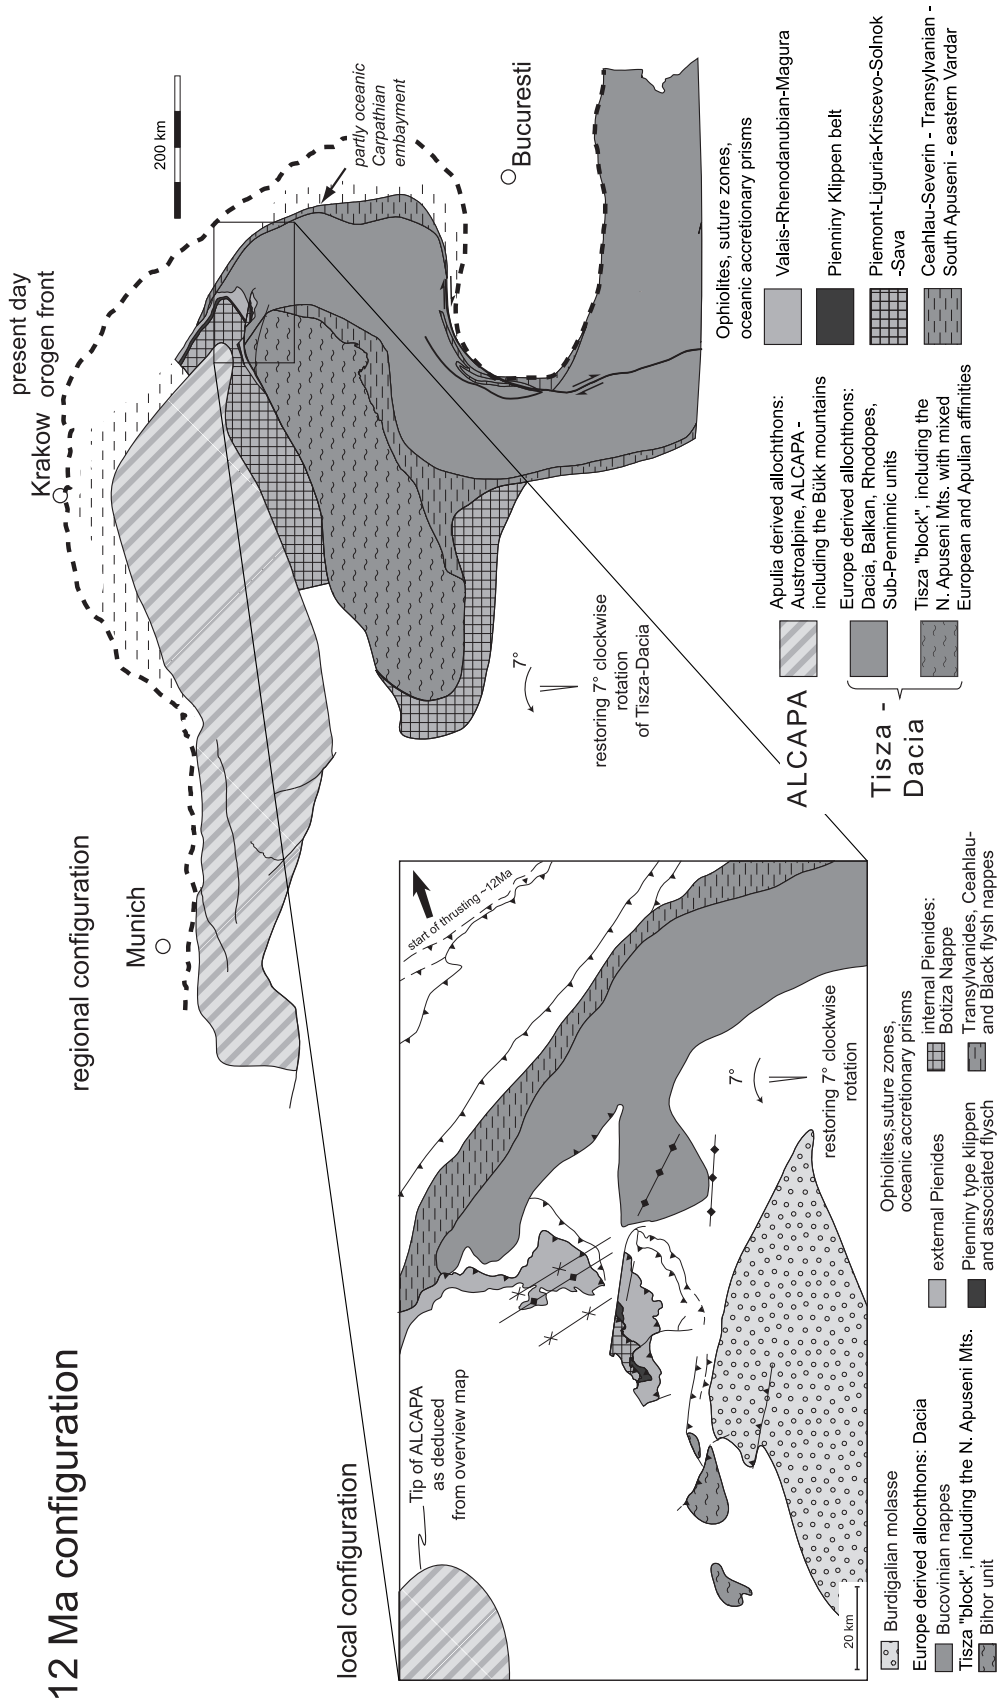 12 Ma configuration
regional configuration
Munich
Krakow
present day
orogen front
200 km
partly oceanic
Carpathian
embayment
Bucuresti
7°
restoring 7° clockwise
rotation
of Tisza-Dacia
ALCAPA
Tisza -
Dacia
Apulia derived allochthons:
Austroalpine, ALCAPA -
including the Bükk mountains
Europe derived allochthons:
Dacia, Balkan, Rhodopes,
Sub-Penninnic units
Tisza "block", including the
N. Apuseni Mts. with mixed
European and Apulian affinities
Ophiolites, suture zones,
oceanic accretionary prisms
Valais-Rhenodanubian-Magura
Pienniny Klippen belt
Piemont-Liguria-Kriscevo-Solnok
-Sava
Ceahlau-Severin - Transylvanian -
South Apuseni - eastern Vardar
local configuration
Tip of ALCAPA
as deduced
from overview map
start of thrusting ~12Ma
7°
restoring 7° clockwise
rotation
20 km
Burdigalian molasse
Europe derived allochthons: Dacia
Bucovinian nappes
Tisza "block", including the N. Apuseni Mts.
Bihor unit
Ophiolites,suture zones,
oceanic accretionary prisms
external Pienides
Pienniny type klippen
and associated flysch
internal Pienides:
Botiza Nappe
Transylvanides, Ceahlau-
and Black flysh nappes